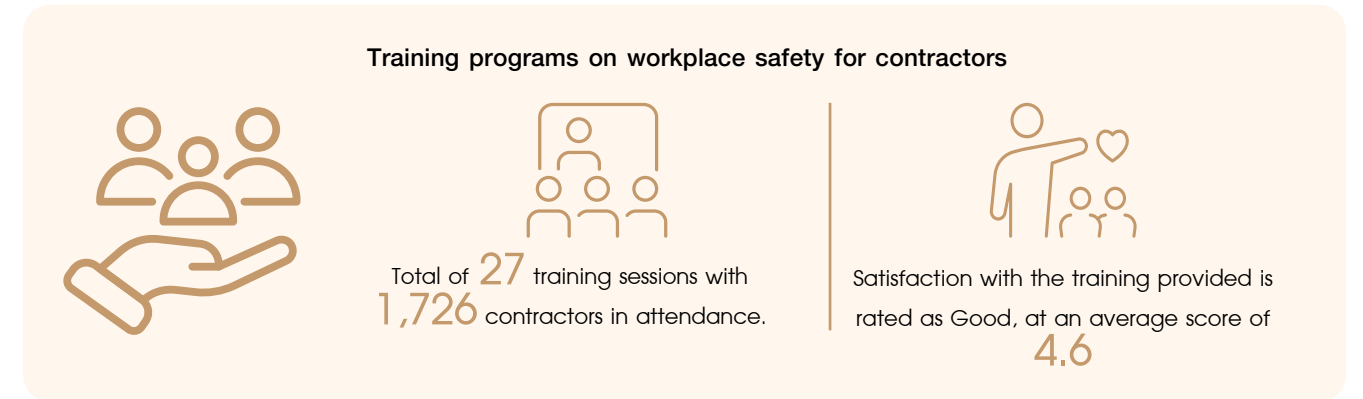 Training programs on workplace safety for contractors
Total of 27 training sessions with
1,726 contractors in attendance.
Satisfaction with the training provided is
rated as Good, at an average score of
4.6